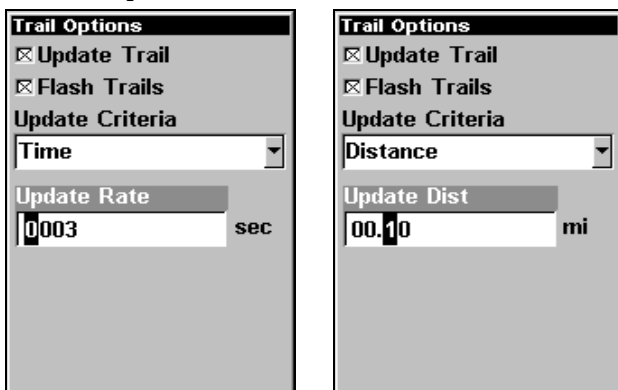 Trail Options
Update Trail
Flash Trails
Update Criteria
Time
Update Rate
0003 sec
Trail Options
Update Trail
Flash Trails
Update Criteria
Distance
Update Dist
00.10 mi